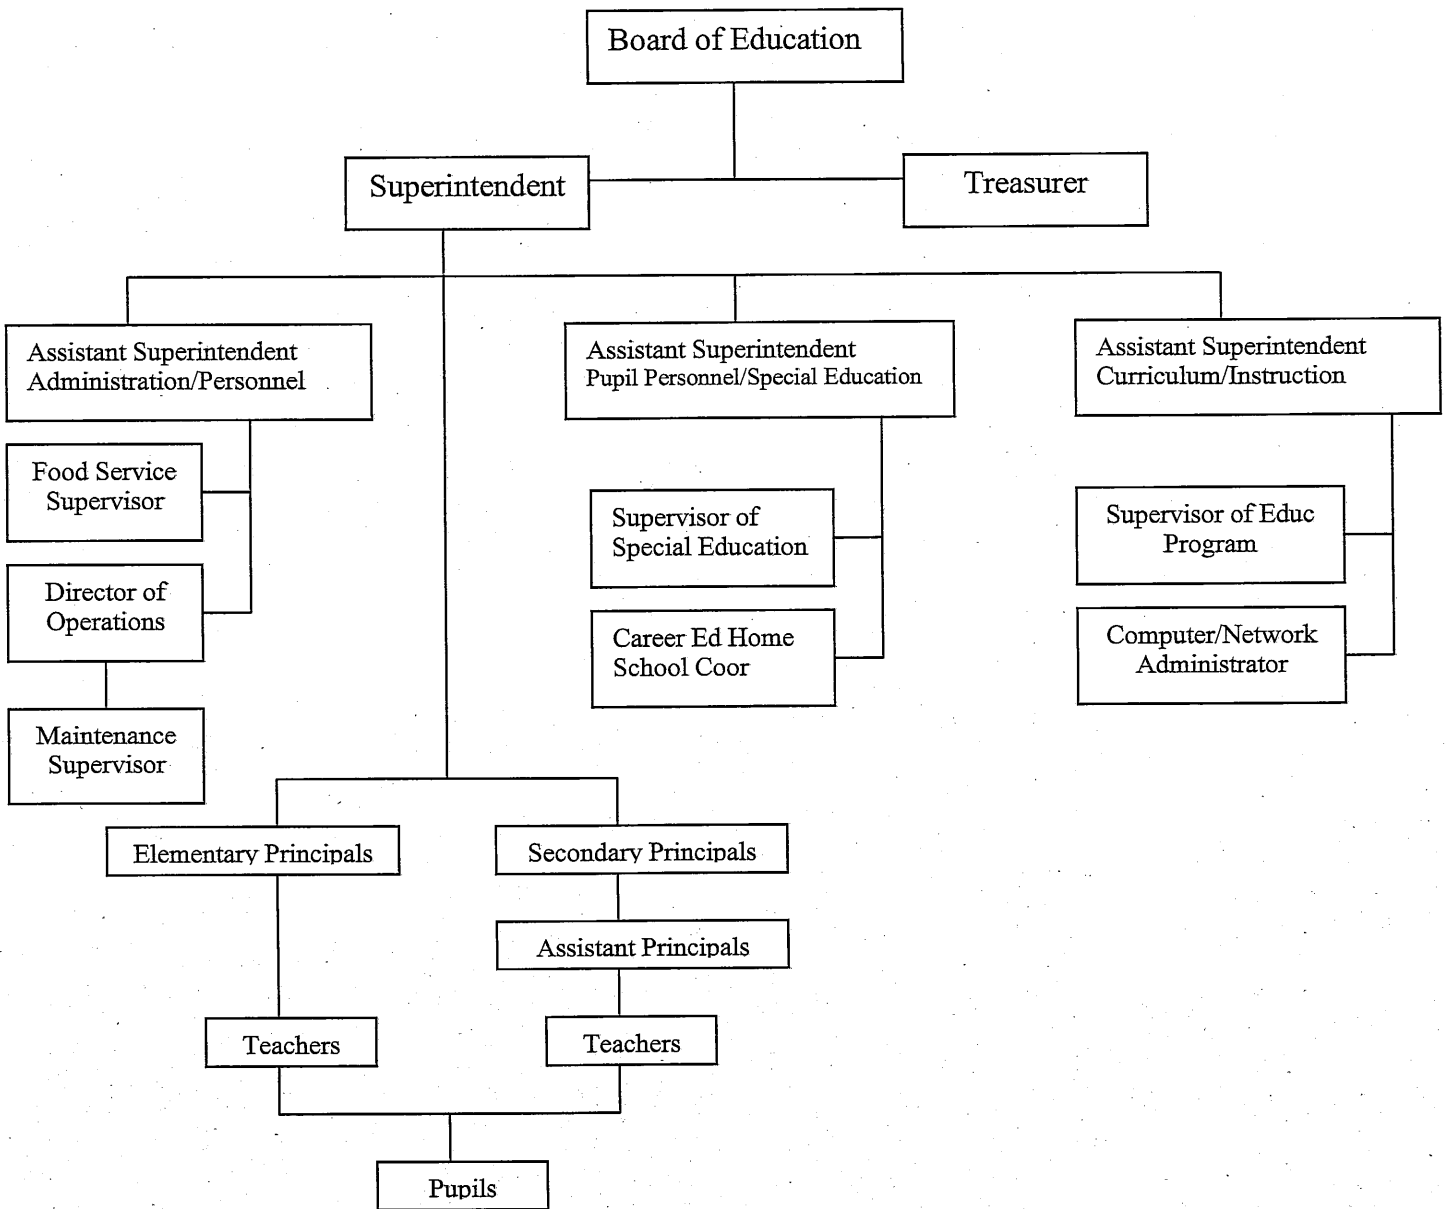 Board of Education
Superintendent
Treasurer
Assistant Superintendent
Administration/Personnel
Assistant Superintendent
Pupil Personnel/Special Education
Assistant Superintendent
Curriculum/Instruction
Food Service
Supervisor
Supervisor of
Special Education
Supervisor of Educ
Program
Director of
Operations
Career Ed Home
School Coor
Computer/Network
Administrator
Maintenance
Supervisor
Elementary Principals
Secondary Principals
Assistant Principals
Teachers
Teachers
Pupils